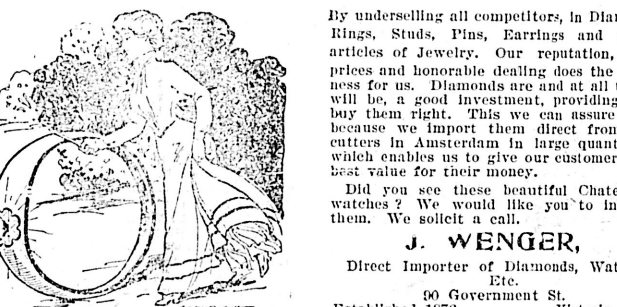 By underselling all competitors, in Dia
Rings, Studs, Pins, Earrings and
articles of Jewelry. Our reputation,
prices and honorable dealing does the
ness for us. Diamonds are and at all
will be, a good investment, providing
buy them right. This we can assure
because we import them direct from
cutters in Amsterdam in large quant
which enables us to give our customer
best value for their money.
Did you see these beautiful Chate
watches ? We would like you to in
them. We solicit a call.
J. WENGER,
Direct Importer of Diamonds, Wat
Etc.
90 Government St.